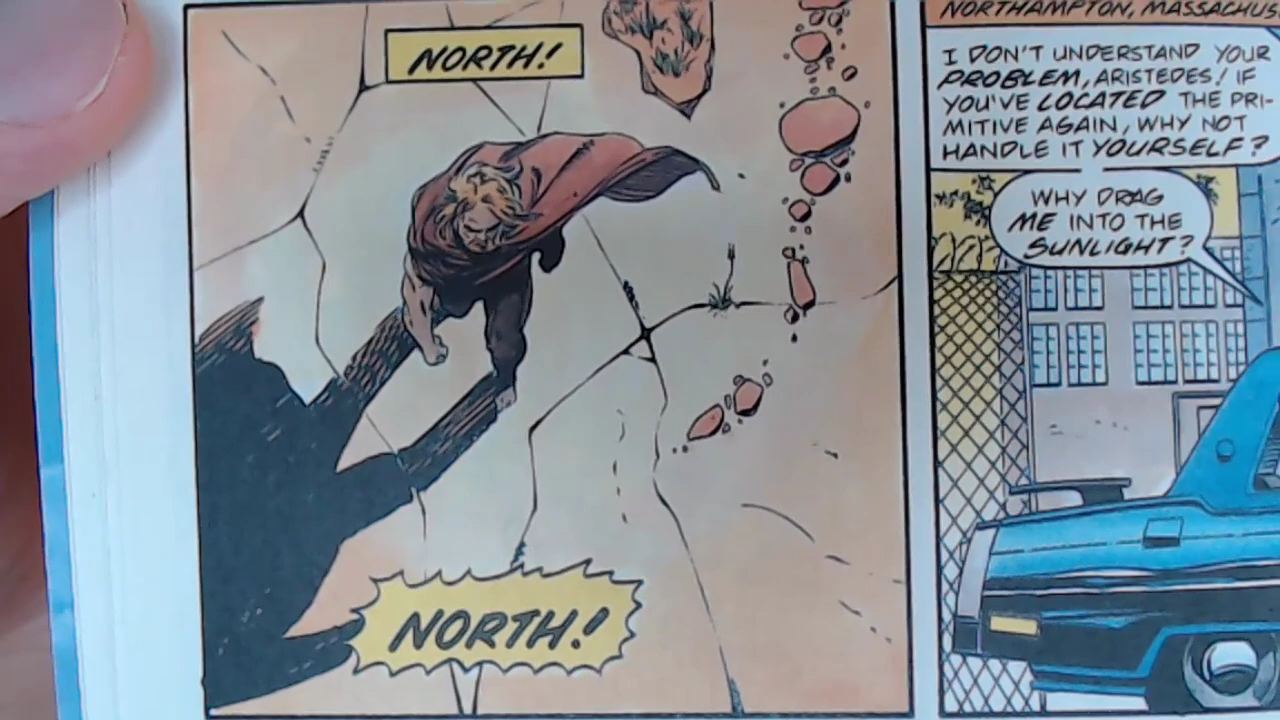 NORTH!
NORTH!
NORTHAMPTON,
I DON'T UNDERSTAND YOUR
PROBLEM, ARISTEDES! IF
YOU'VE LOCATED THE PRI-
MITIVE AGAIN, WHY NOT
HANDLE IT YOURSELF?
WHY DRAG
ME INTO THE
SUNLIGHT?